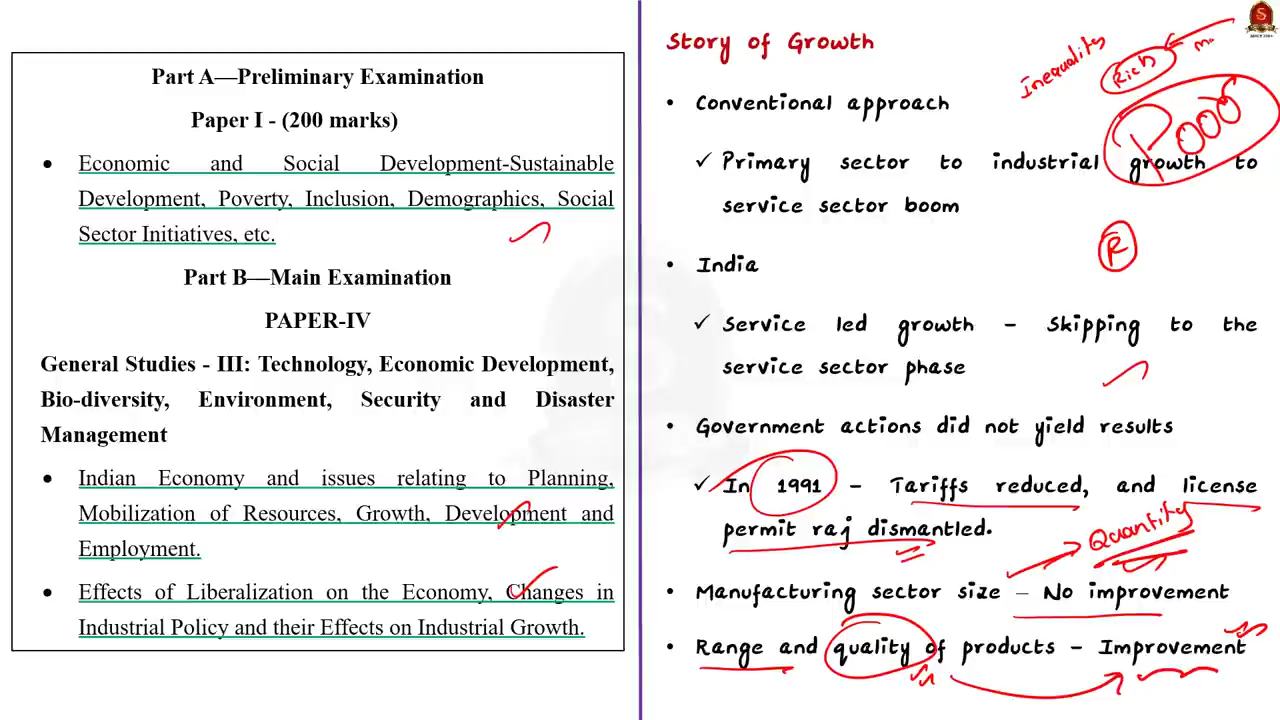 Part A—Preliminary Examination
Paper I - (200 marks)
• Economic and Social Development-Sustainable
Development, Poverty, Inclusion, Demographics, Social
Sector Initiatives, etc.
Part B—Main Examination
PAPER-IV
General Studies - III: Technology, Economic Development,
Bio-diversity, Environment, Security and Disaster
Management
• Indian Economy and issues relating to Planning,
Mobilization of Resources, Growth, Development and
Employment.
• Effects of Liberalization on the Economy, Changes in
Industrial Policy and their Effects on Industrial Growth.
Story of Growth
Inequality
Rich
Poor
• Conventional approach
✓ Primary sector to industrial growth to
service sector boom
R
• India
✓ Service led growth – Skipping to the
service sector phase
• Government actions did not yield results
✓ In 1991 – Tariffs reduced, and license
permit raj dismantled.
Quantity
• Manufacturing sector size – No improvement
• Range and quality of products – Improvement